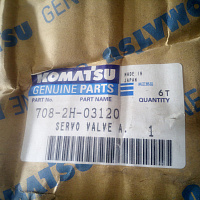 KOMATSU
GENUINE PARTS
MADE IN
JAPAN
PART No.
PART NAME
6T
QUANTITY
708-2H-03120
SERVO VALVE A.
1